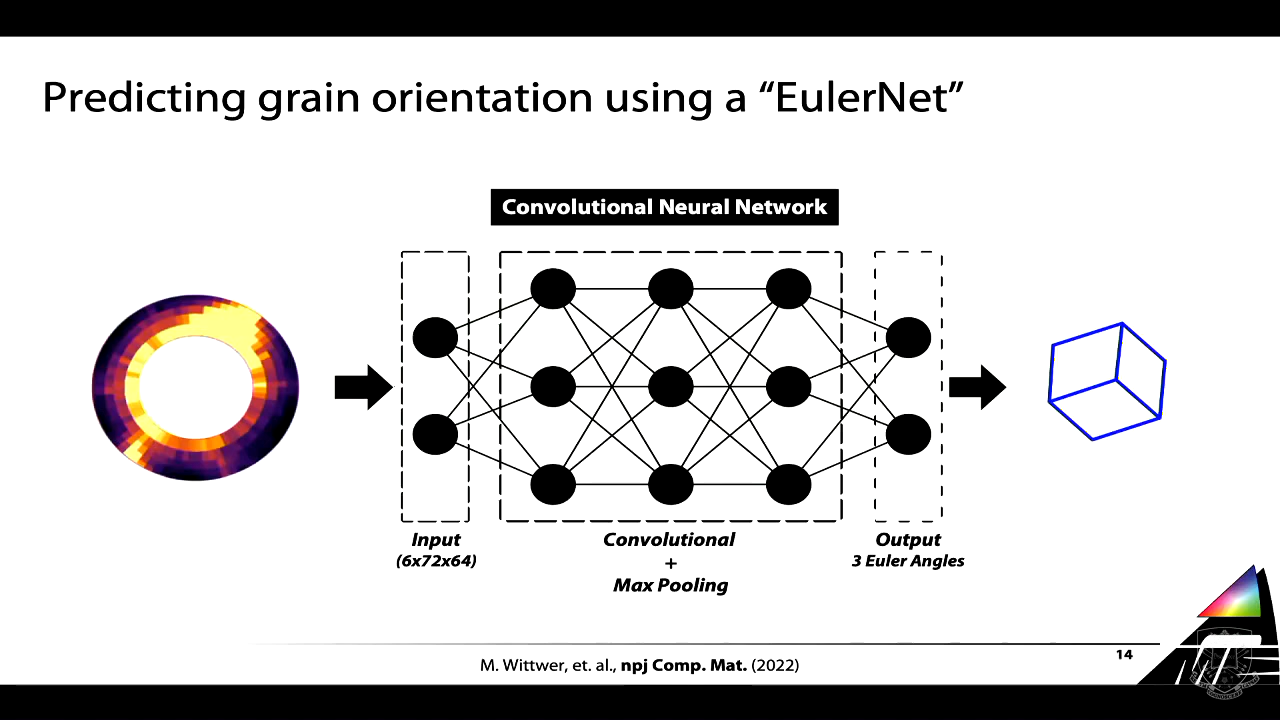 Predicting grain orientation using a “EulerNet”
Convolutional Neural Network
Input
(6x72x64)
Convolutional
+
Max Pooling
Output
3 Euler Angles
M. Wittwer, et. al., npj Comp. Mat. (2022)
14